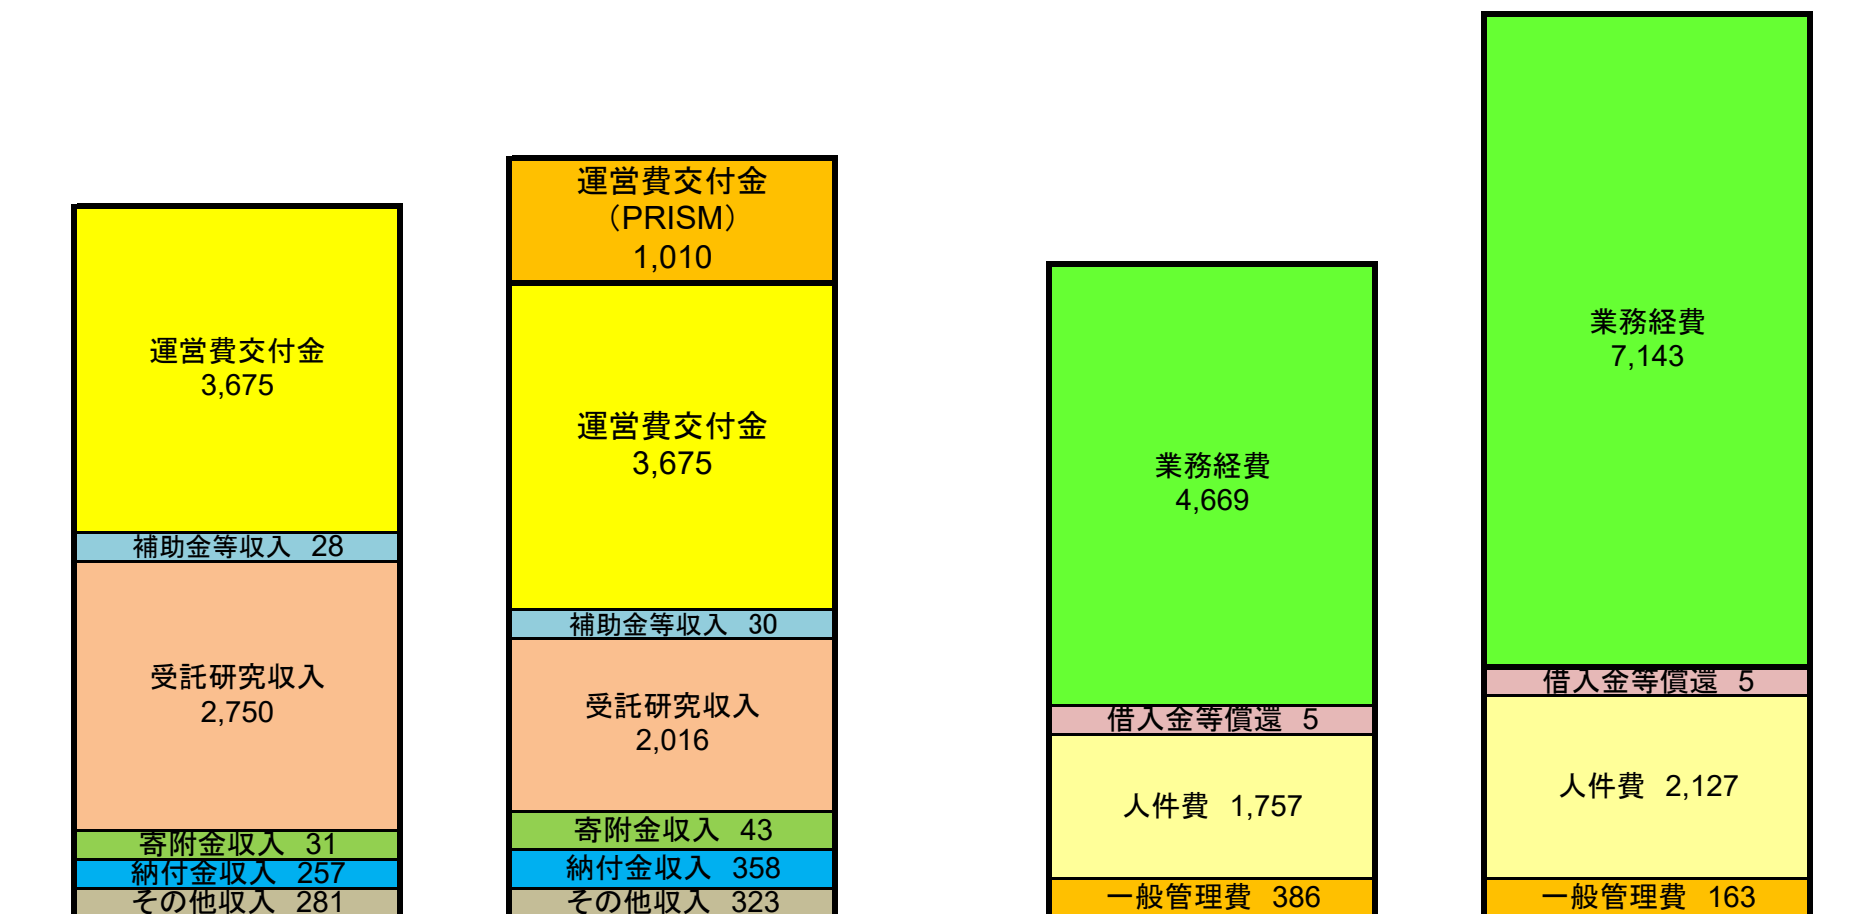 運営費交付金
3,675
補助金等収入 28
受託研究収入
2,750
寄附金収入 31
納付金収入 257
その他収入 281
運営費交付金
（PRISM）
1,010
運営費交付金
3,675
補助金等収入 30
受託研究収入
2,016
寄附金収入 43
納付金収入 358
その他収入 323
業務経費
4,669
借入金等償還 5
人件費 1,757
一般管理費 386
業務経費
7,143
借入金等償還 5
人件費 2,127
一般管理費 163